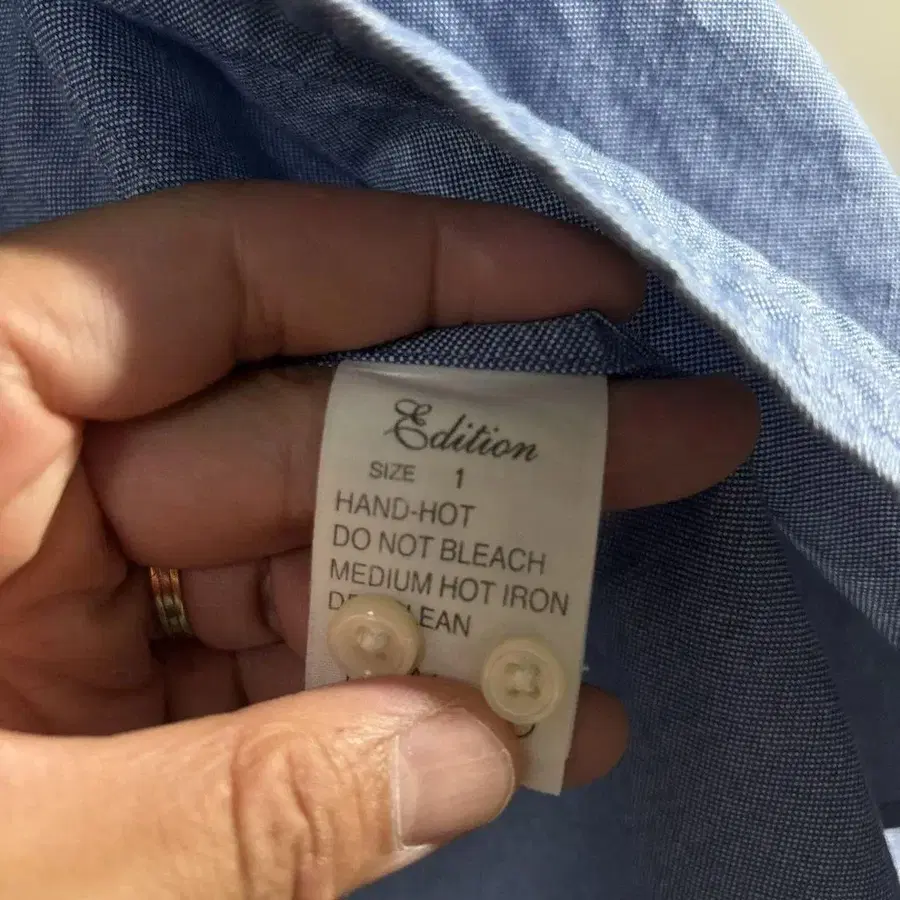 Edition
SIZE 1
HAND-HOT
DO NOT BLEACH
MEDIUM HOT IRON